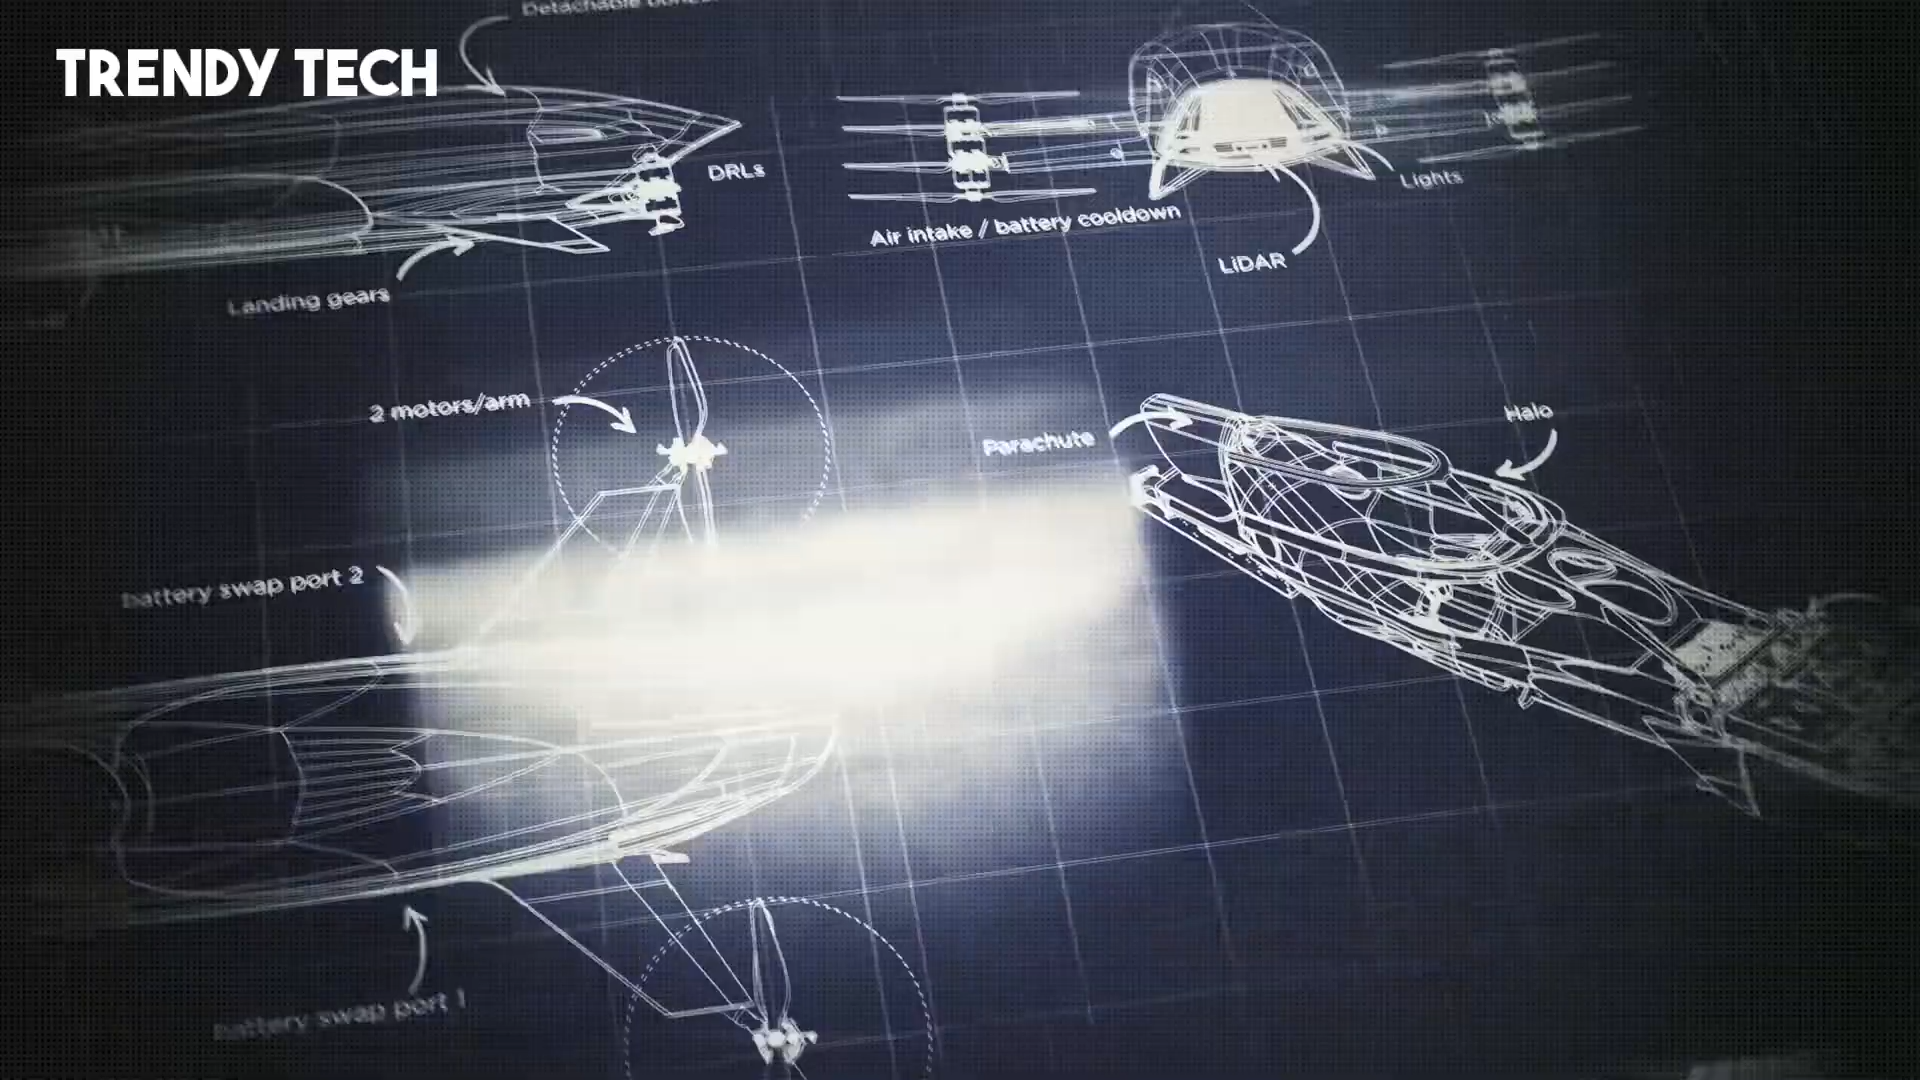 Detachable
TRENDY TECH
DRLs
Lights
Air intake / battery cooldown
LiDAR
Landing gears
2 motors/arm
Halo
Parachute
battery swap port 2
battery swap port 1